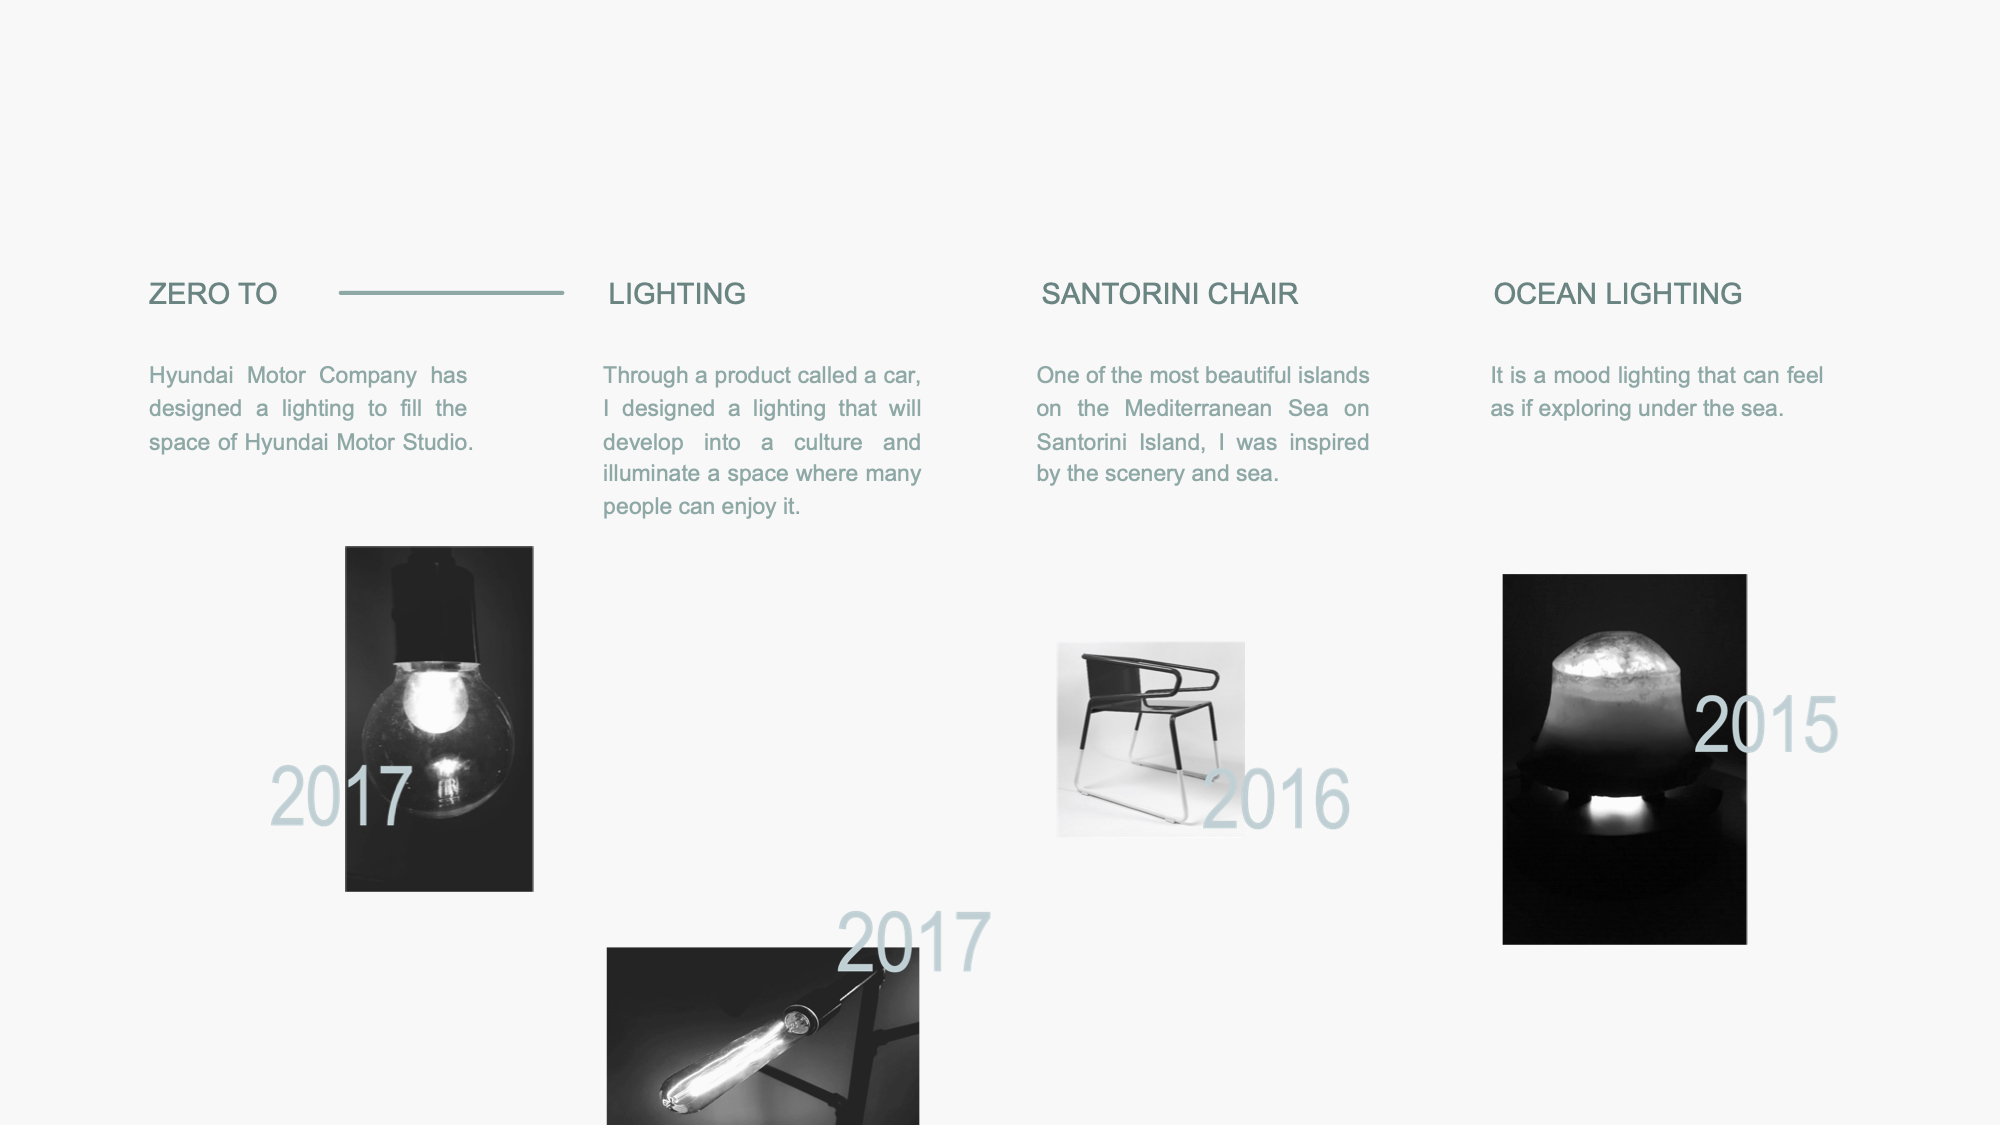 ZERO TO
Hyundai Motor Company has
designed a lighting to fill the
space of Hyundai Motor Studio.
2017
LIGHTING
Through a product called a car,
I designed a lighting that will
develop into a culture and
illuminate a space where many
people can enjoy it.
2017
SANTORINI CHAIR
One of the most beautiful islands
on the Mediterranean Sea on
Santorini Island, I was inspired
by the scenery and sea.
2016
OCEAN LIGHTING
It is a mood lighting that can feel
as if exploring under the sea.
2015